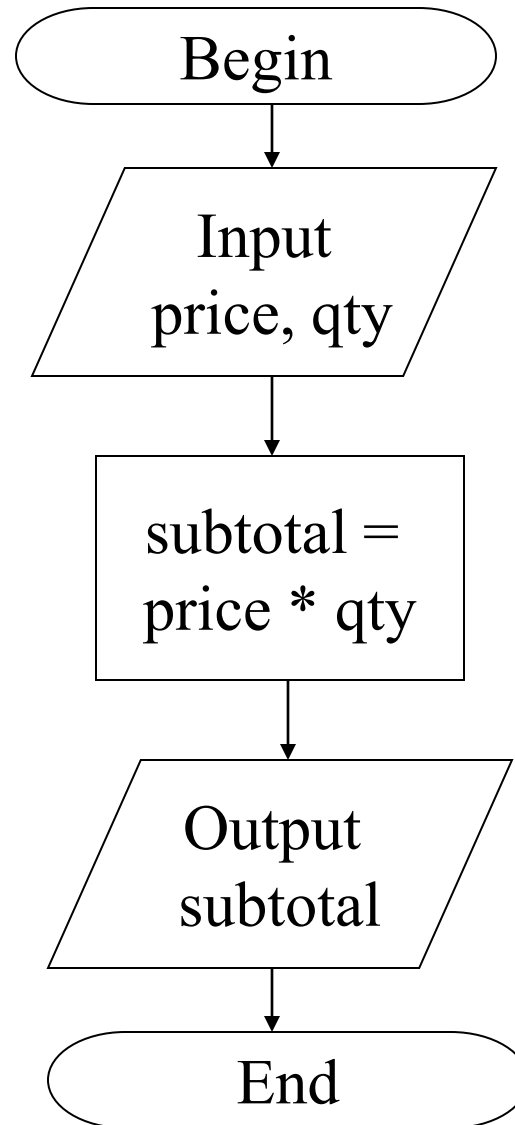 Begin
Input
price, qty
subtotal =
price * qty
Output
subtotal
End